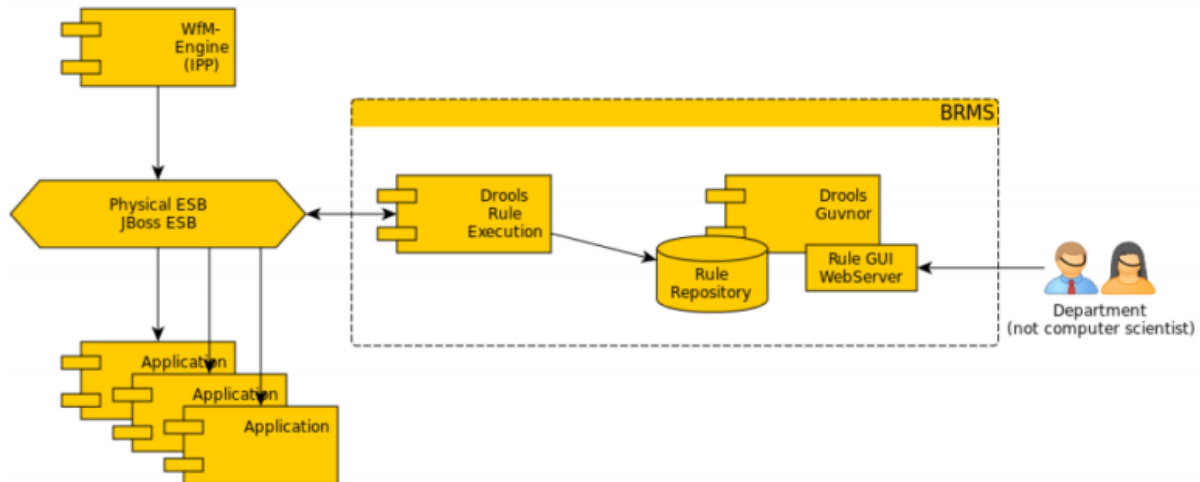 WfM-
Engine
(IPP)
BRMS
Physical ESB
JBoss ESB
Drools
Rule
Execution
Drools
Guvnor
Rule
Repository
Rule GUI
WebServer
Department
(not computer scientist)
Application
Application
Application